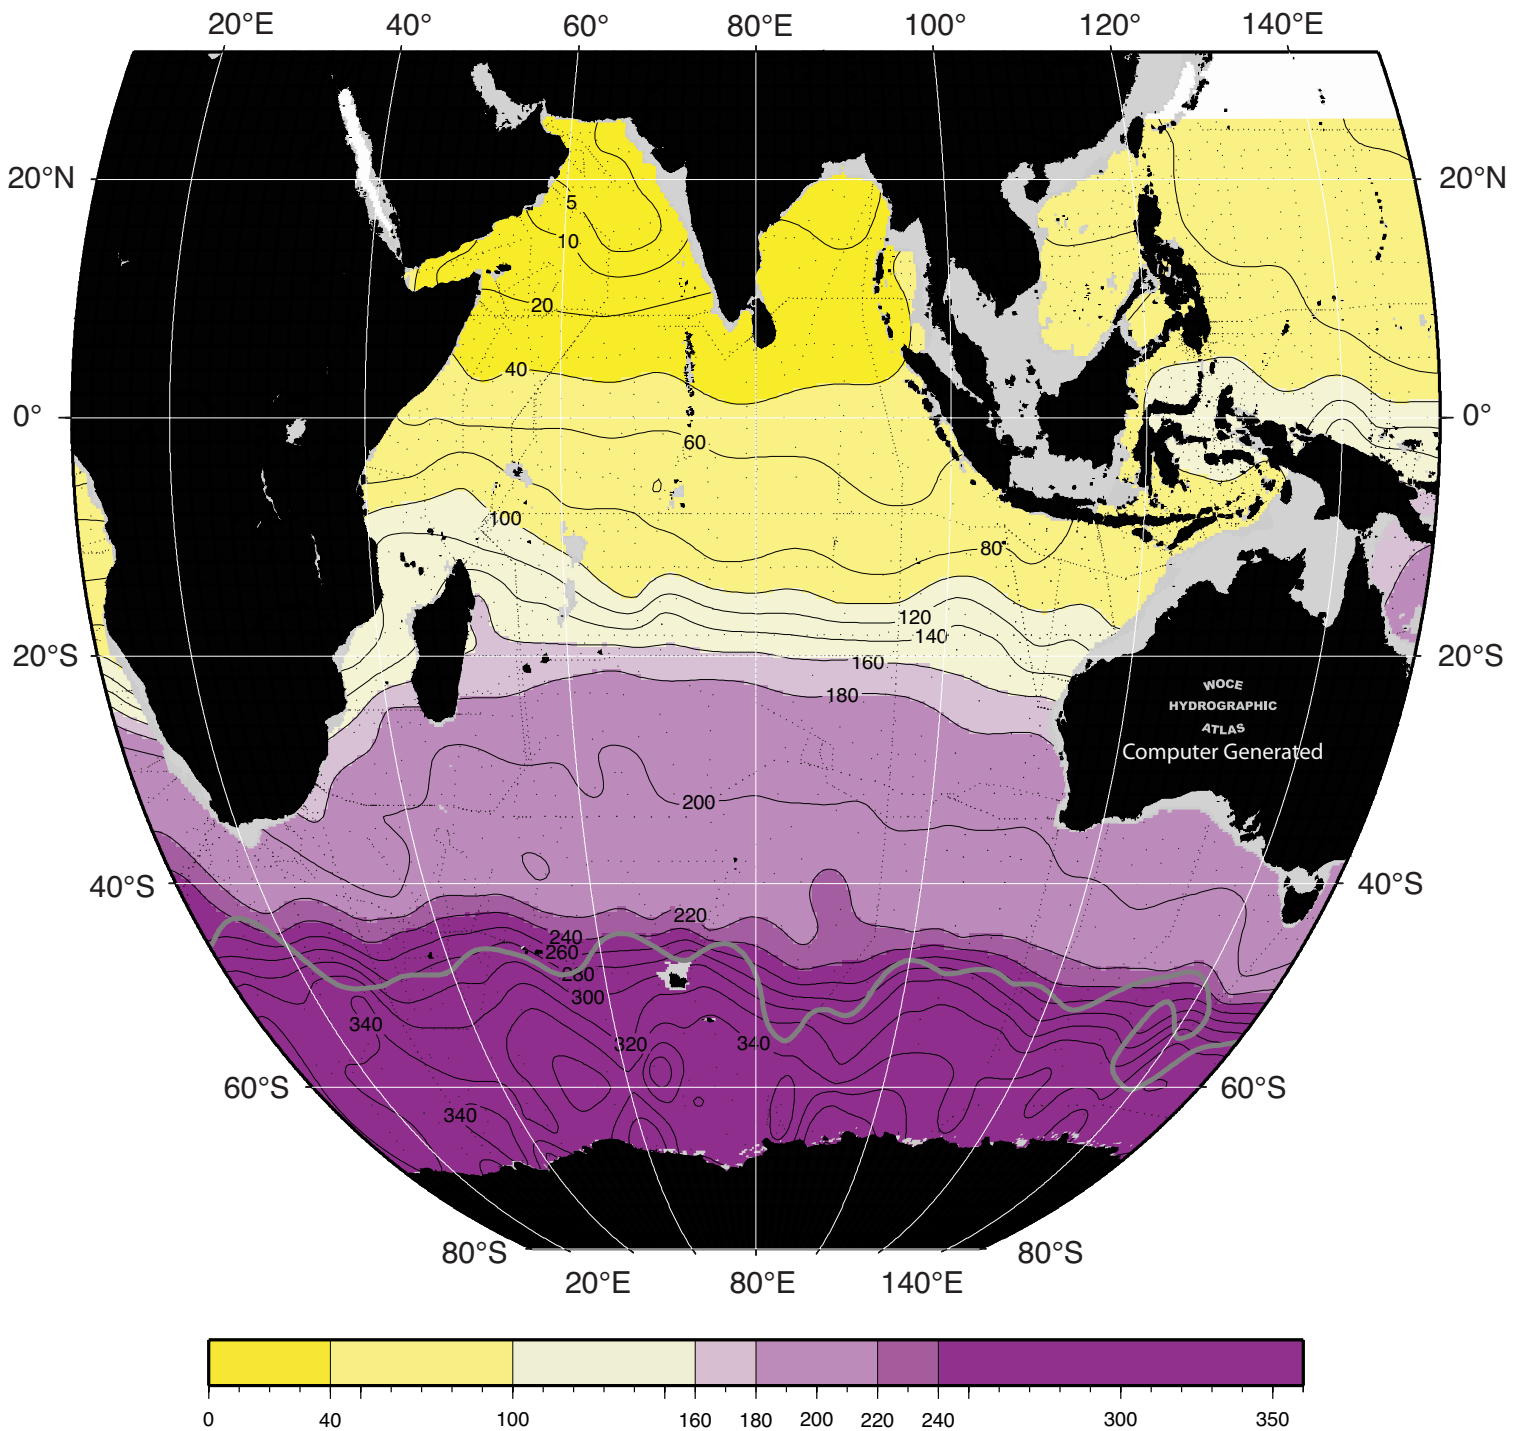 20°E 40° 60° 80°E 100° 120° 140°E
20°N 20°N
5
10
20
40
0° 0°
60
100
80
120
140
20°S 20°S
160
180
WOCE
HYDROGRAPHIC
ATLAS
Computer Generated
200
40°S 40°S
220
240
260
280
300
340
320 340
60°S 60°S
340
80°S 80°S
20°E 80°E 140°E
0 40 100 160 180 200 220 240 300 350